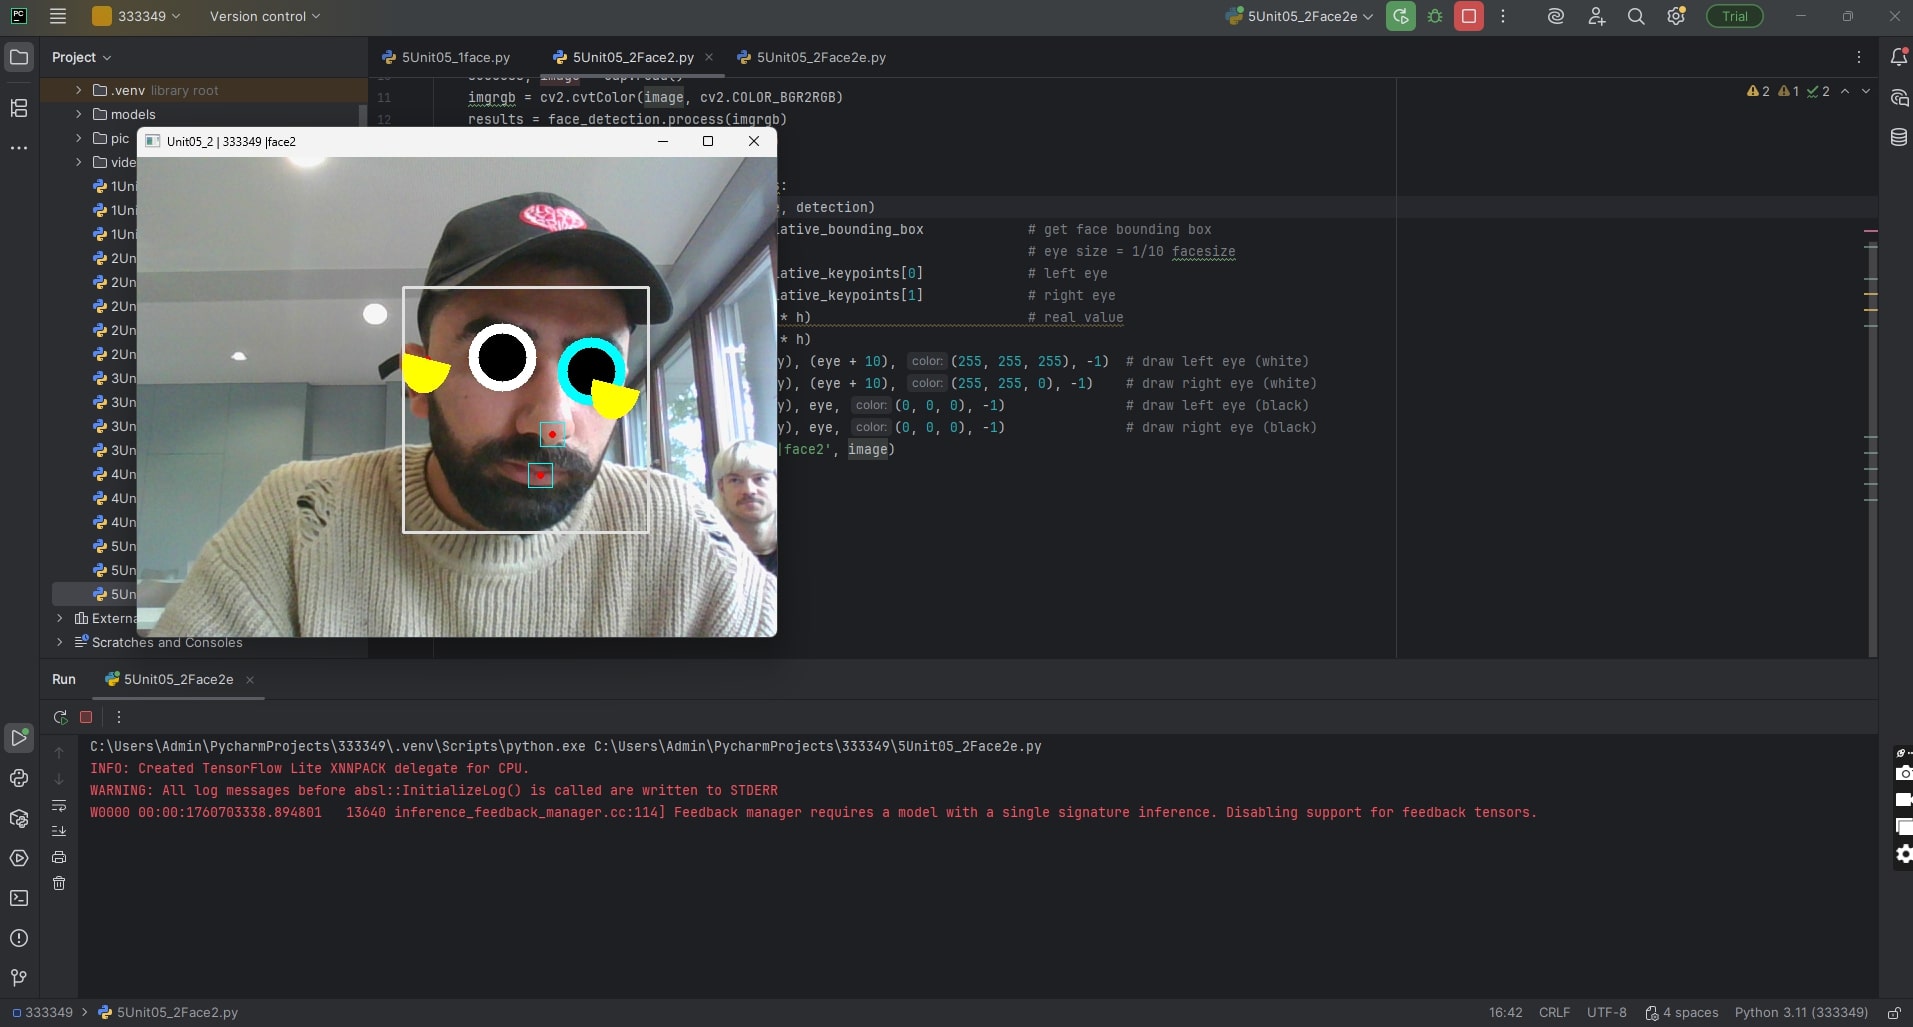 333349
Version control
5Unit05_2Face2e
Trial
Project
5Unit05_1face.py
5Unit05_2Face2.py
5Unit05_2Face2e.py
.venv library root
models
pic
vide
1Uni
1Uni
1Uni
2Un
2Un
2Un
2Un
2Un
3Un
3Un
3Un
3Un
4Un
4Un
4Un
5Un
5Un
5Un
Externa
Scratches and Consoles
Unit05_2 | 333349 |face2
11 imgrgb = cv2.cvtColor(image, cv2.COLOR_BGR2RGB)
12 results = face_detection.process(imgrgb)
2 1 2
:
, detection)
lative_bounding_box # get face bounding box
# eye size = 1/10 facesize
lative_keypoints[0] # left eye
lative_keypoints[1] # right eye
* h) # real value
* h)
y), (eye + 10), color: (255, 255, 255), -1) # draw left eye (white)
y), (eye + 10), color: (255, 255, 0), -1) # draw right eye (white)
y), eye, color: (0, 0, 0), -1) # draw left eye (black)
y), eye, color: (0, 0, 0), -1) # draw right eye (black)
|face2', image)
Run
5Unit05_2Face2e
C:\Users\Admin\PycharmProjects\333349\.venv\Scripts\python.exe C:\Users\Admin\PycharmProjects\333349\5Unit05_2Face2e.py
INFO: Created TensorFlow Lite XNNPACK delegate for CPU.
WARNING: All log messages before absl::InitializeLog() is called are written to STDERR
W0000 00:00:1760703338.894801 13640 inference_feedback_manager.cc:114] Feedback manager requires a model with a single signature inference. Disabling support for feedback tensors.
333349 > 5Unit05_2Face2.py
16:42 CRLF UTF-8 4 spaces Python 3.11 (333349)